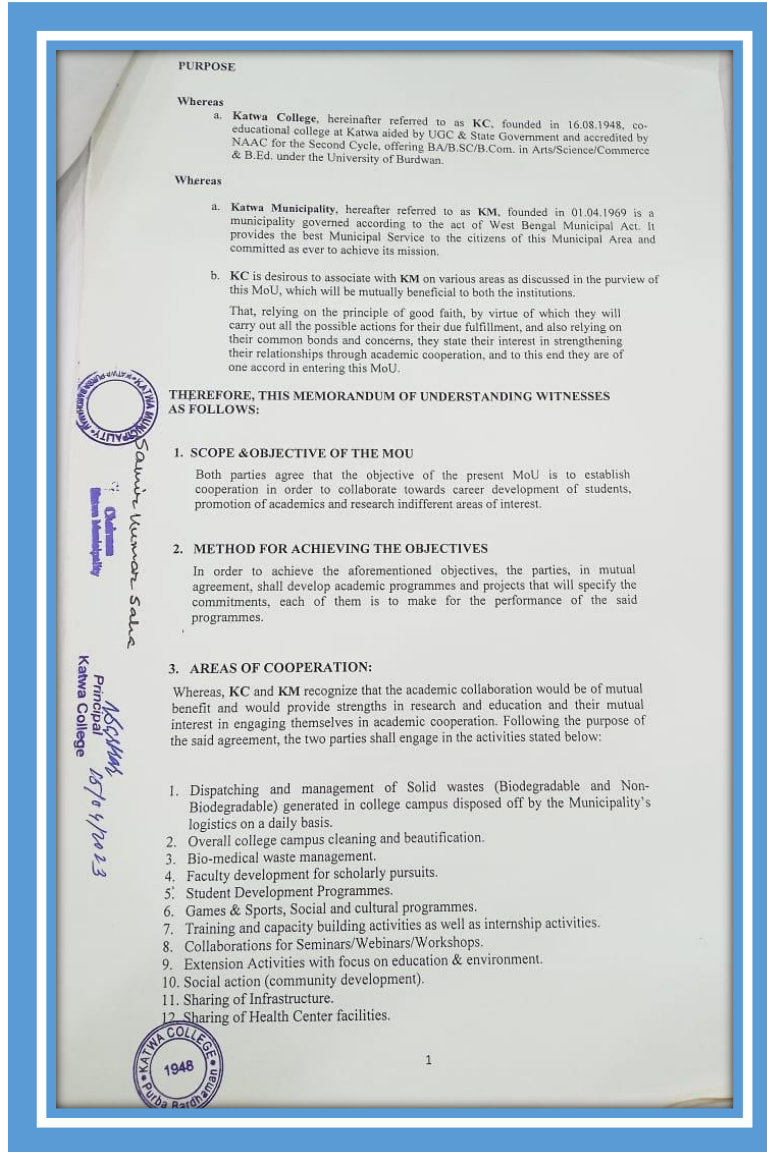 PURPOSE
Whereas
a. Katwa College, hereinafter referred to as KC, founded in 16.08.1948, co-
educational college at Katwa aided by UGC & State Government and accredited by
NAAC for the Second Cycle, offering BA/B.SC/B.Com. in Arts/Science/Commerce
& B.Ed. under the University of Burdwan.
Whereas
a. Katwa Municipality, hereafter referred to as KM, founded in 01.04.1969 is a
municipality governed according to the act of West Bengal Municipal Act. It
provides the best Municipal Service to the citizens of this Municipal Area and
committed as ever to achieve its mission.
b. KC is desirous to associate with KM on various areas as discussed in the purview of
this MoU, which will be mutually beneficial to both the institutions.
That, relying on the principle of good faith, by virtue of which they will
carry out all the possible actions for their due fulfillment, and also relying on
their common bonds and concerns, they state their interest in strengthening
their relationships through academic cooperation, and to this end they are of
one accord in entering this MoU.
THEREFORE, THIS MEMORANDUM OF UNDERSTANDING WITNESSES
AS FOLLOWS:
1. SCOPE &OBJECTIVE OF THE MOU
Both parties agree that the objective of the present MoU is to establish
cooperation in order to collaborate towards career development of students,
promotion of academics and research indifferent areas of interest.
2. METHOD FOR ACHIEVING THE OBJECTIVES
In order to achieve the aforementioned objectives, the parties, in mutual
agreement, shall develop academic programmes and projects that will specify the
commitments, each of them is to make for the performance of the said
programmes.
3. AREAS OF COOPERATION:
Whereas, KC and KM recognize that the academic collaboration would be of mutual
benefit and would provide strengths in research and education and their mutual
interest in engaging themselves in academic cooperation. Following the purpose of
the said agreement, the two parties shall engage in the activities stated below:
1. Dispatching and management of Solid wastes (Biodegradable and Non-
Biodegradable) generated in college campus disposed off by the Municipality's
logistics on a daily basis.
2. Overall college campus cleaning and beautification.
3. Bio-medical waste management.
4. Faculty development for scholarly pursuits.
5. Student Development Programmes.
6. Games & Sports, Social and cultural programmes.
7. Training and capacity building activities as well as internship activities.
8. Collaborations for Seminars/Webinars/Workshops.
9. Extension Activities with focus on education & environment.
10. Social action (community development).
11. Sharing of Infrastructure.
12. Sharing of Health Center facilities.
1
KATWA MUNICIPALITY
Samir Kumar Saha
Chairman
Katwa Municipality
15/04/2023
Principal
Katwa College
KATWA COLLEGE
1948
Purba Bardhaman